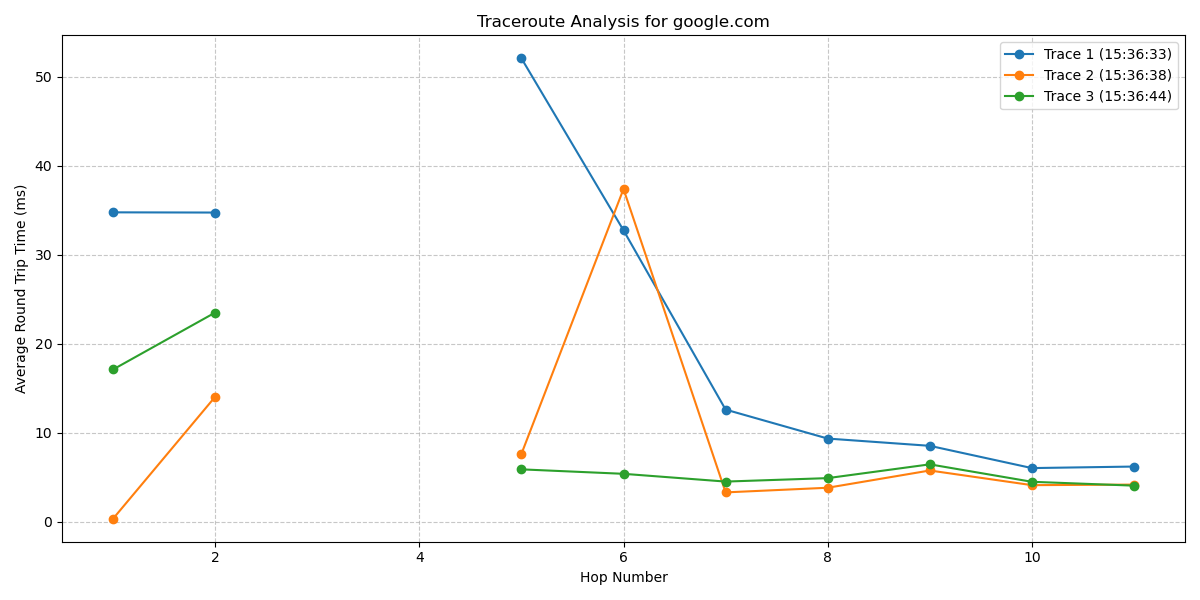 Traceroute Analysis for google.com
Trace 1 (15:36:33)
Trace 2 (15:36:38)
Trace 3 (15:36:44)
Average Round Trip Time (ms)
50
40
30
20
10
0
2
4
6
8
10
Hop Number